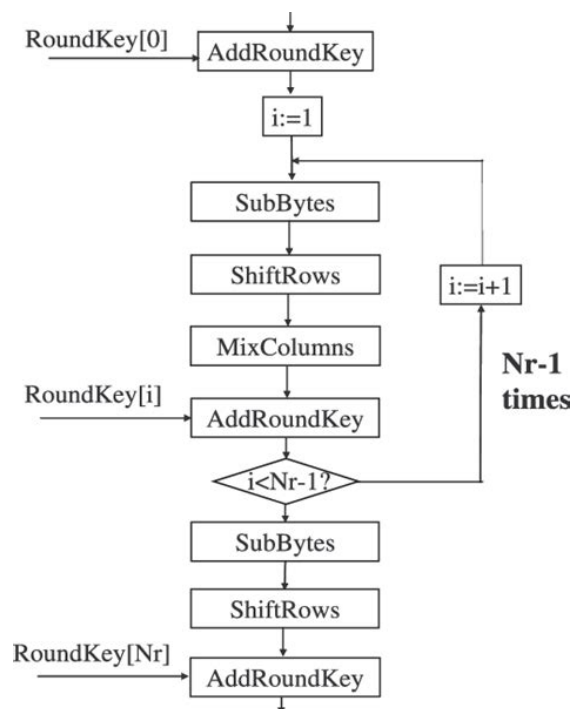 RoundKey[0]
AddRoundKey
i:=1
SubBytes
ShiftRows
i:=i+1
MixColumns
Nr-1
times
RoundKey[i]
AddRoundKey
i<Nr-1?
SubBytes
ShiftRows
RoundKey[Nr]
AddRoundKey